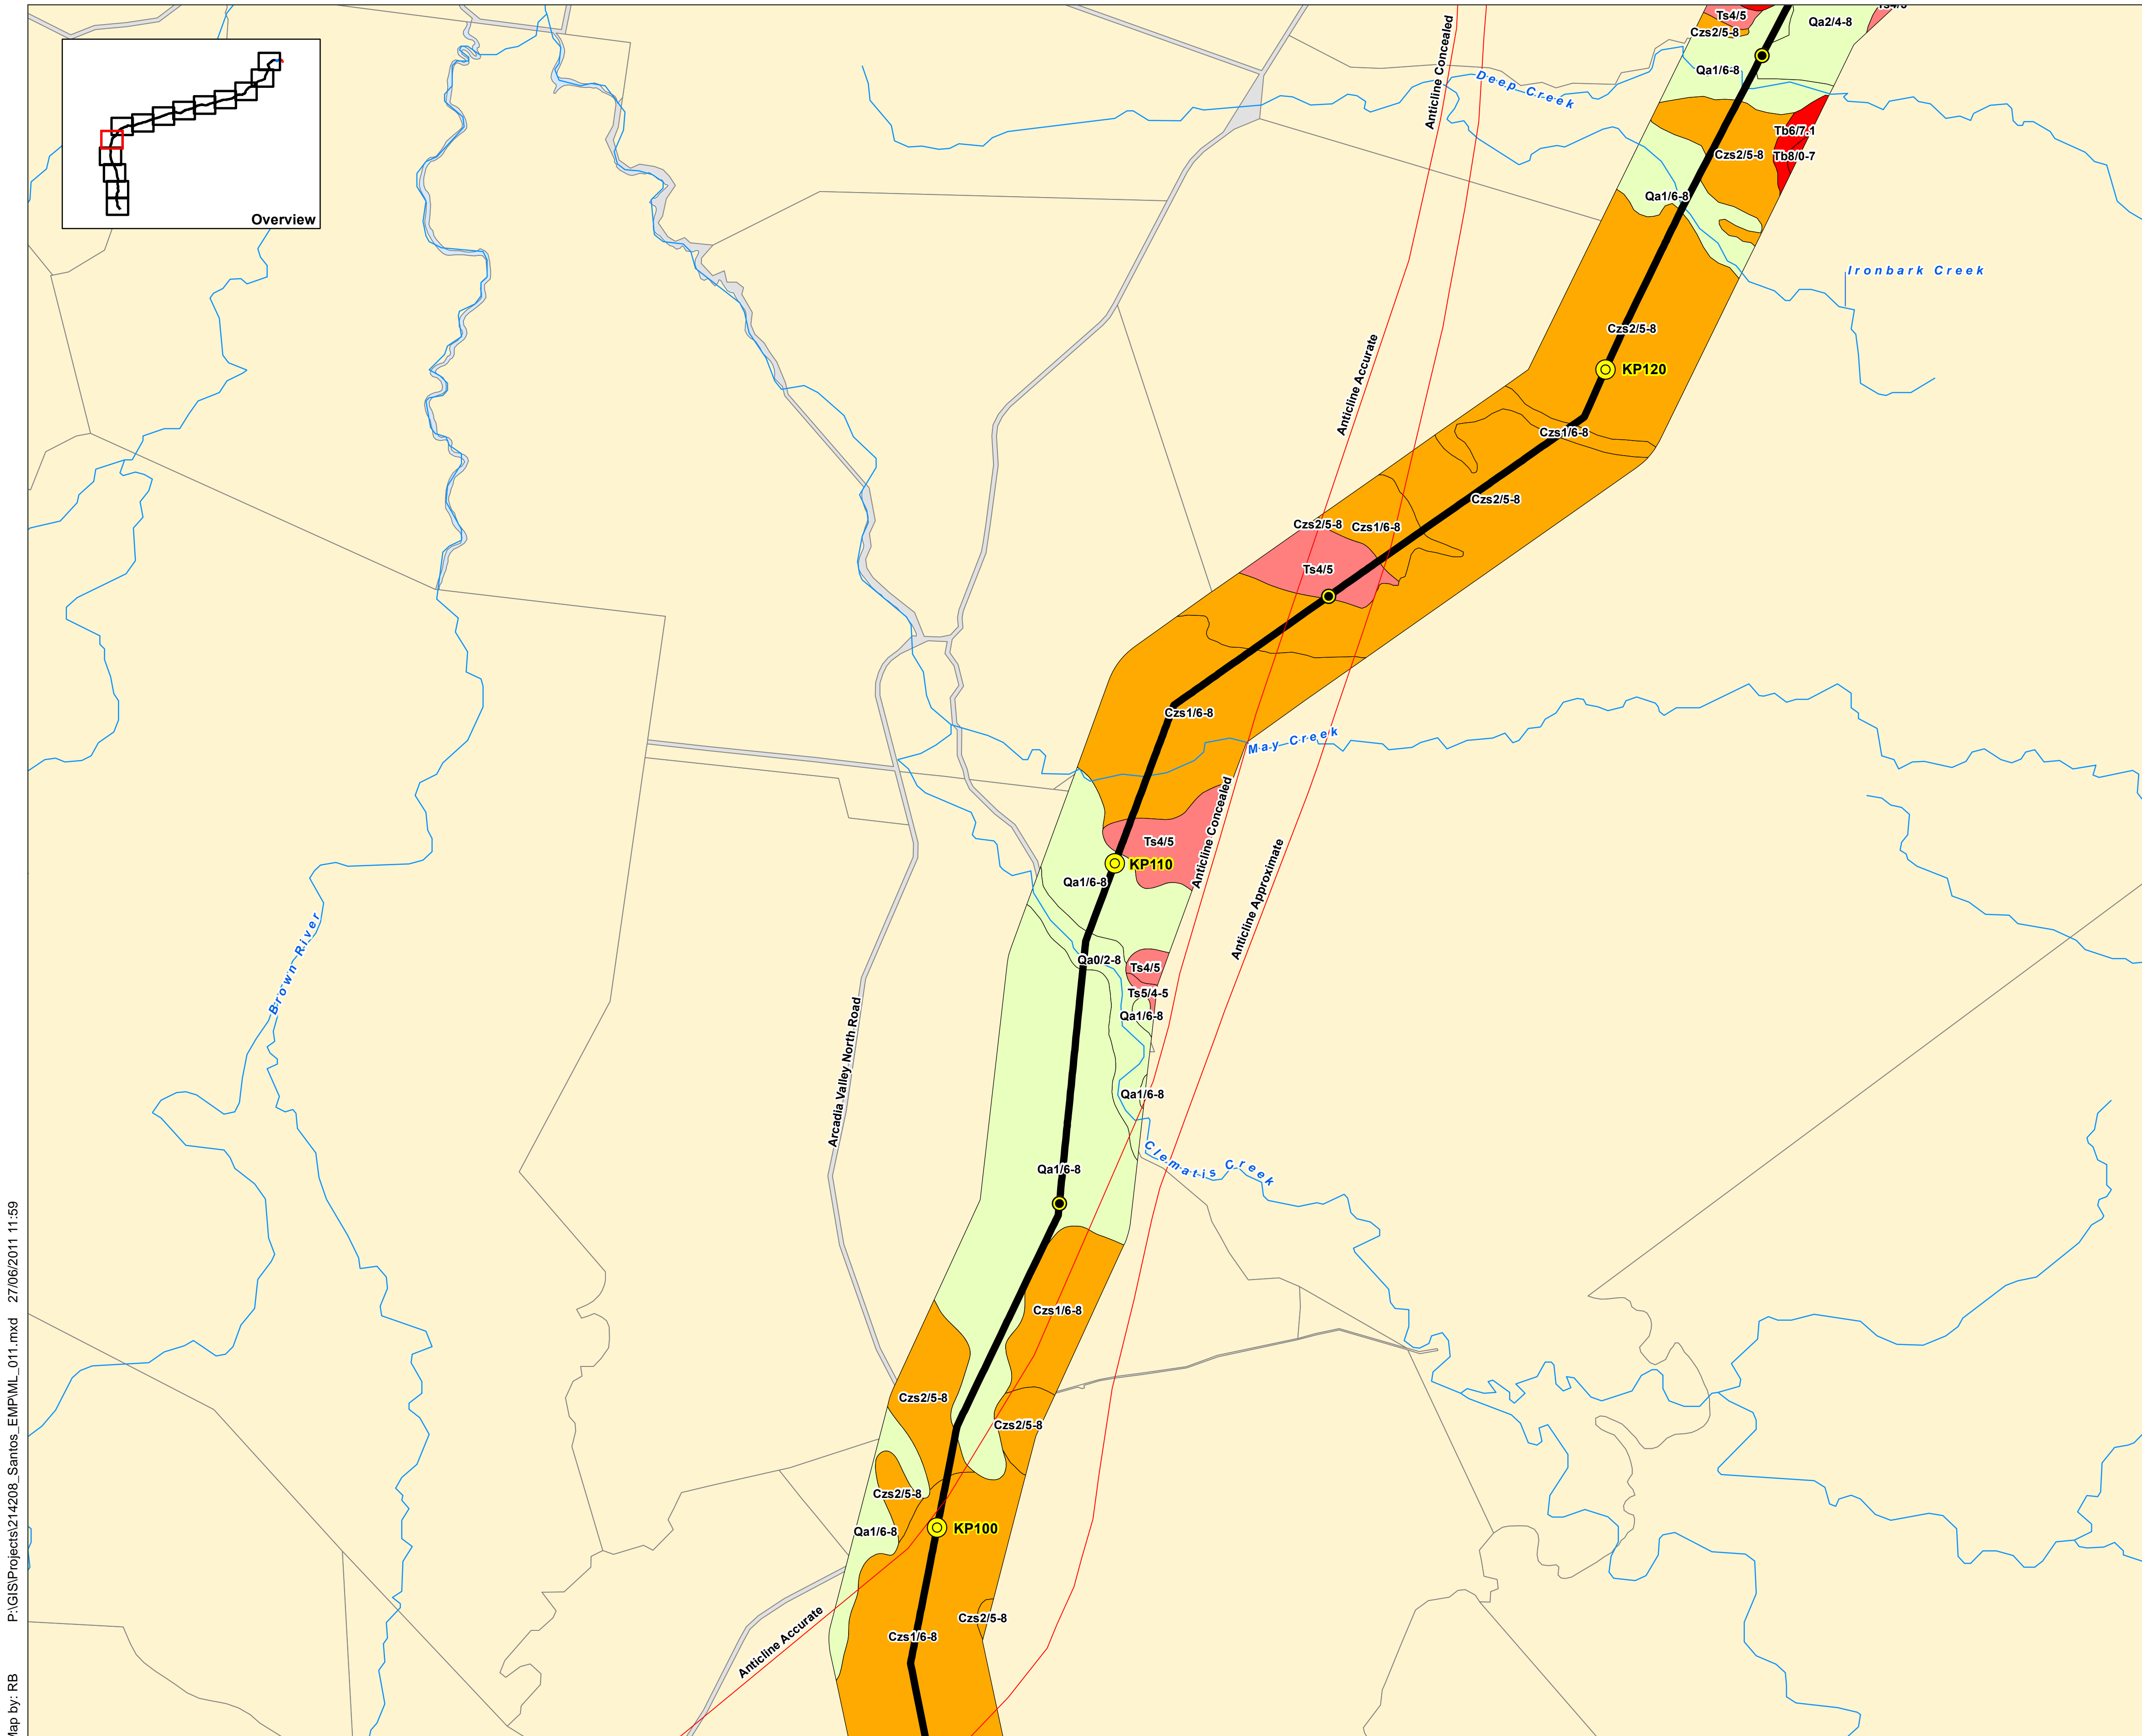 Ts4/5
Ts4/5
Qa2/4-8
Czs2/5-8
Qa1/6-8
Deep Creek
Anticline Concealed
Tb6/7:1
Czs2/5-8
Tb8/0-7
Qa1/6-8
Overview
Ironbark Creek
Czs2/5-8
KP120
Anticline Accurate
Czs1/6-8
Czs2/5-8
Czs2/5-8
Czs1/6-8
Ts4/5
Czs1/6-8
May Creek
Anticline Concealed
Ts4/5
KP110
Qa1/6-8
Anticline Approximate
Brown River
Qa0/2-8
Ts4/5
Ts5/4-5
Qa1/6-8
Arcadia Valley North Road
Qa1/6-8
Clematis Creek
Qa1/6-8
Czs1/6-8
Czs2/5-8
Czs2/5-8
Czs2/5-8
KP100
Qa1/6-8
Czs2/5-8
Czs1/6-8
Anticline Accurate
Map by: RB P:\GIS\Projects\214208_Santos_EMP\ML_011.mxd 27/06/2011 11:59